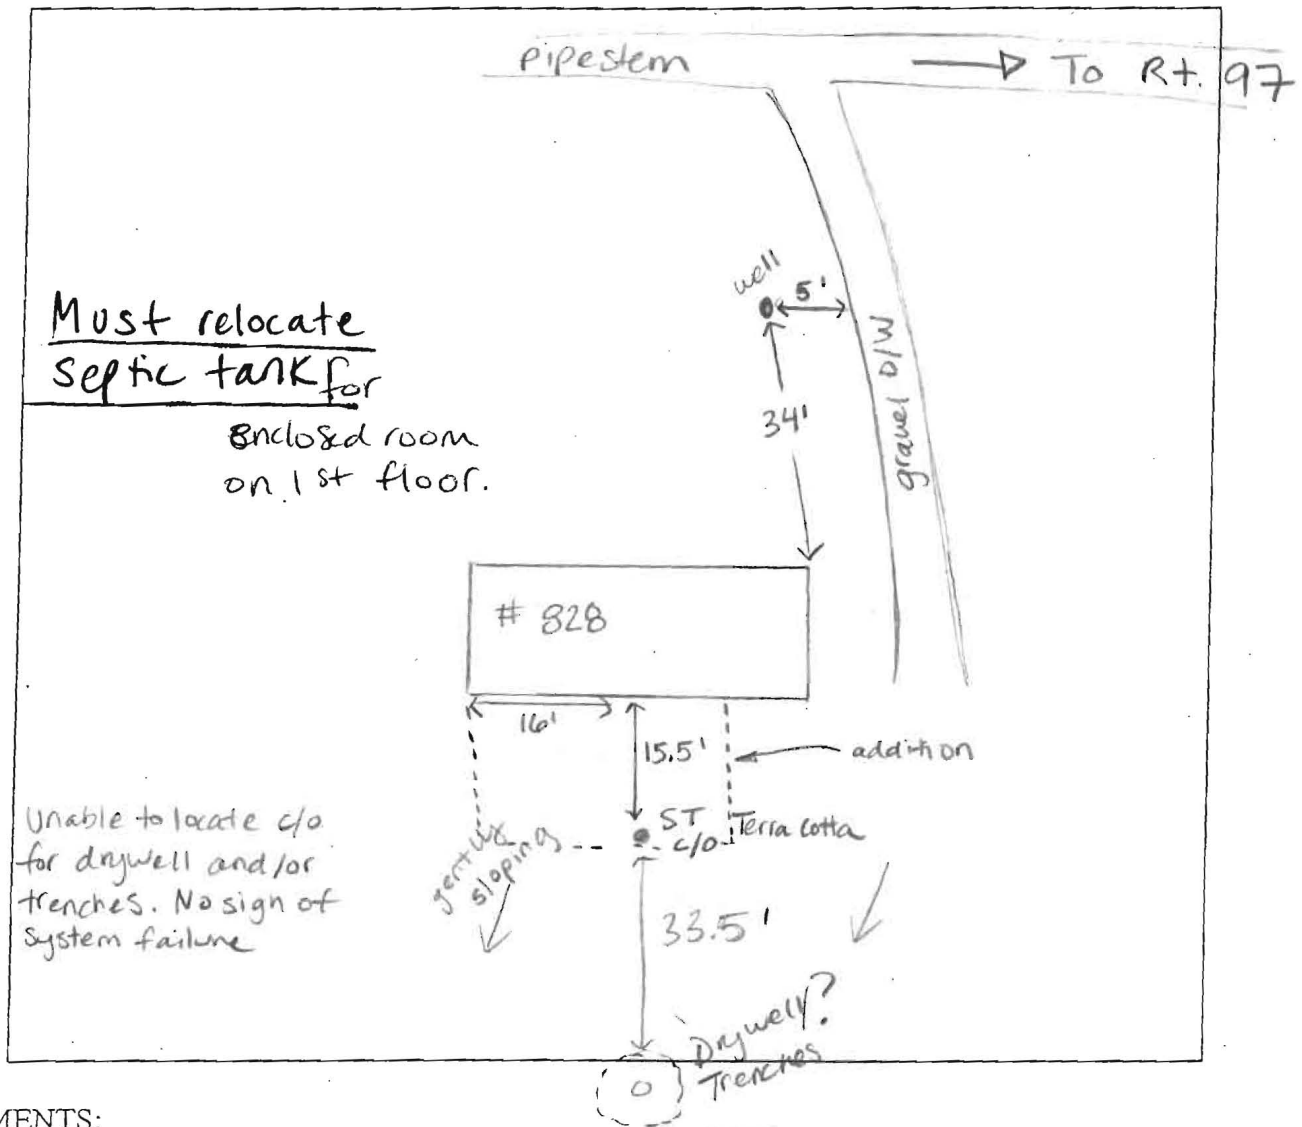 pipestem
To Rt. 97
well
5'
Must relocate
septic tank for
enclosed room
on 1st floor.
34'
gravel D/W
# 828
16'
15.5'
addition
ST
c/o
Terra cotta
gently
sloping
Unable to locate c/o
for drywell and/or
trenches. No sign of
system failure
33.5'
Drywell?
Trenches
MENTS: